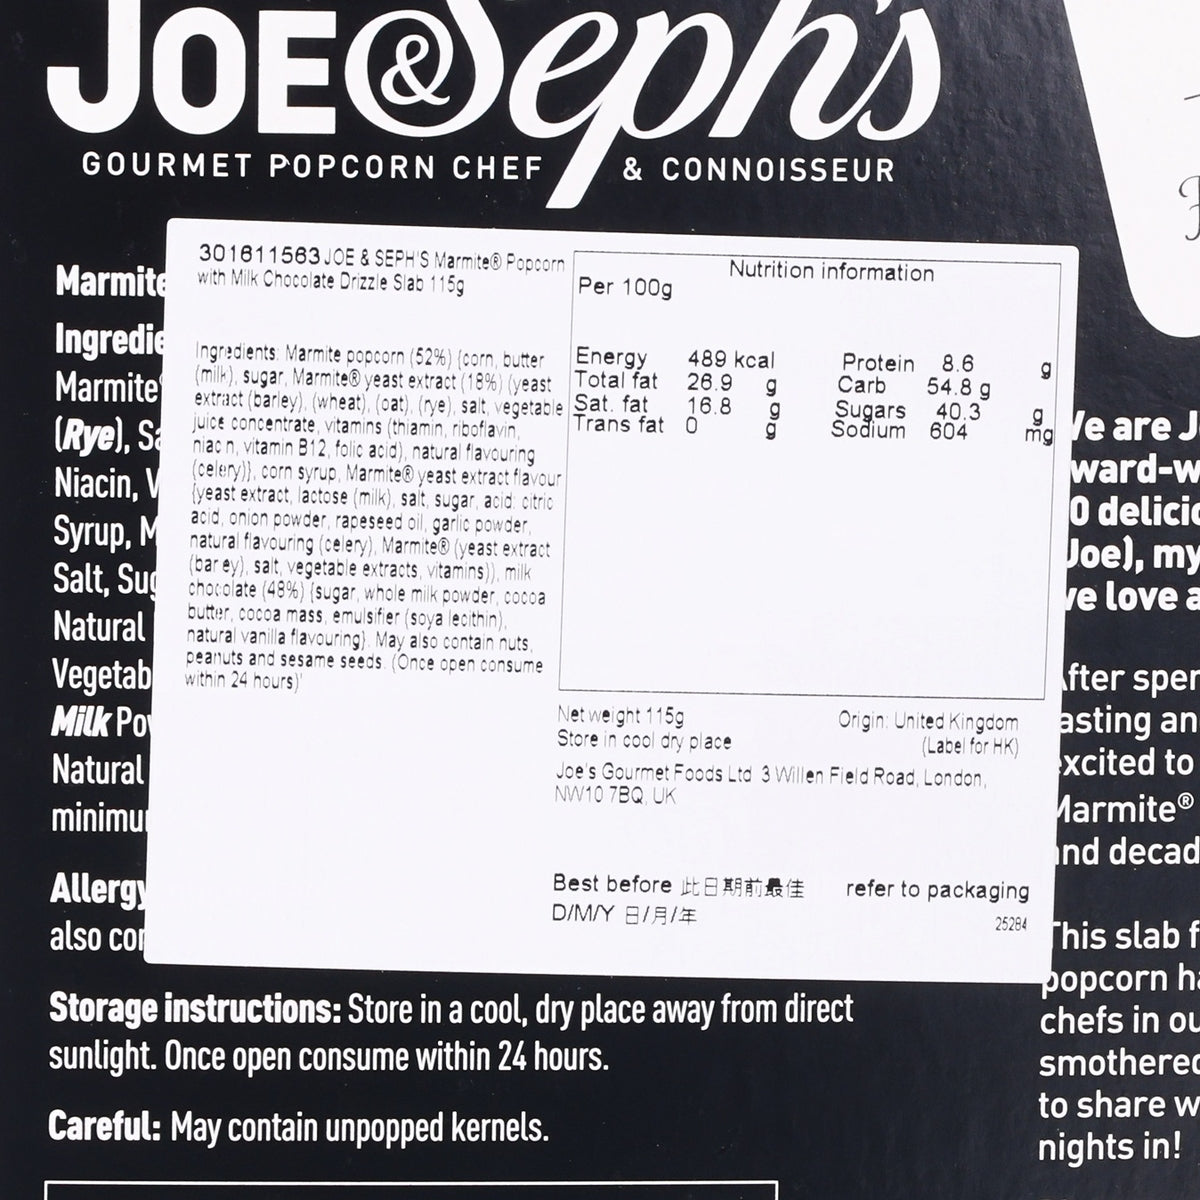 JOE & Seph's
GOURMET POPCORN CHEF & CONNOISSEUR
301611563 JOE & SEPH'S Marmite® Popcorn
with Milk Chocolate Drizzle Slab 115g
Ingredients: Marmite popcorn (52%) {corn, butter
(milk), sugar, Marmite® yeast extract (18%) (yeast
extract (barley), (wheat), (oat), (rye), salt, vegetable
juice concentrate, vitamins (thiamin, riboflavin,
niacin, vitamin B12, folic acid), natural flavouring
(celery)}, corn syrup, Marmite® yeast extract flavour
{yeast extract, lactose (milk), salt, sugar, acid: citric
acid, onion powder, rapeseed oil, garlic powder,
natural flavouring (celery), Marmite® (yeast extract
(barley), salt, vegetable extracts, vitamins)}, milk
chocolate (48%) {sugar, whole milk powder, cocoa
butter, cocoa mass, emulsifier (soya lecithin),
natural vanilla flavouring}. May also contain nuts,
peanuts and sesame seeds. (Once open consume
within 24 hours)'
Nutrition information
Per 100g
Energy 489 kcal Protein 8.6 g
Total fat 26.9 g Carb 54.8 g
Sat. fat 16.8 g Sugars 40.3 g
Trans fat 0 g Sodium 604 mg
Net weight 115g Origin: United Kingdom
Store in cool dry place (Label for HK)
Joe's Gourmet Foods Ltd 3 Willen Field Road, London,
NW10 7BQ, UK
Best before 此日期前最佳 refer to packaging
D/M/Y 日/月/年 25284
Marmite
Ingredie
Marmite
(Rye), Sa
Niacin, V
Syrup, M
Salt, Sug
Natural
Vegetab
Milk Pov
Natural
minimu
Allergy
also cor
Storage instructions: Store in a cool, dry place away from direct
sunlight. Once open consume within 24 hours.
Careful: May contain unpopped kernels.
Ve are J
ward-w
0 delicio
Joe), my
ve love a
After sper
asting an
excited to
Marmite®
and decad
This slab f
popcorn ha
chefs in ou
smothered
to share w
nights in!